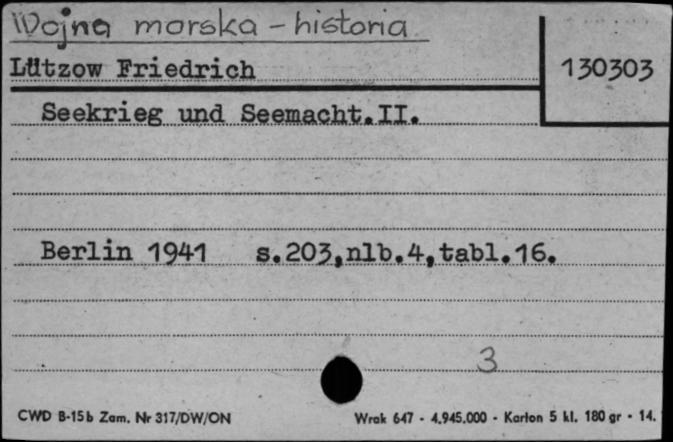 Wojna morska - historia
Lützow Friedrich
130303
Seekrieg und Seemacht.II.
Berlin 1941 s.203,nlb.4,tabl.16.
3
CWD B-15b Zam. Nr 317/DW/ON
Wrak 647 - 4.945.000 - Karton 5 kl. 180 gr - 14.